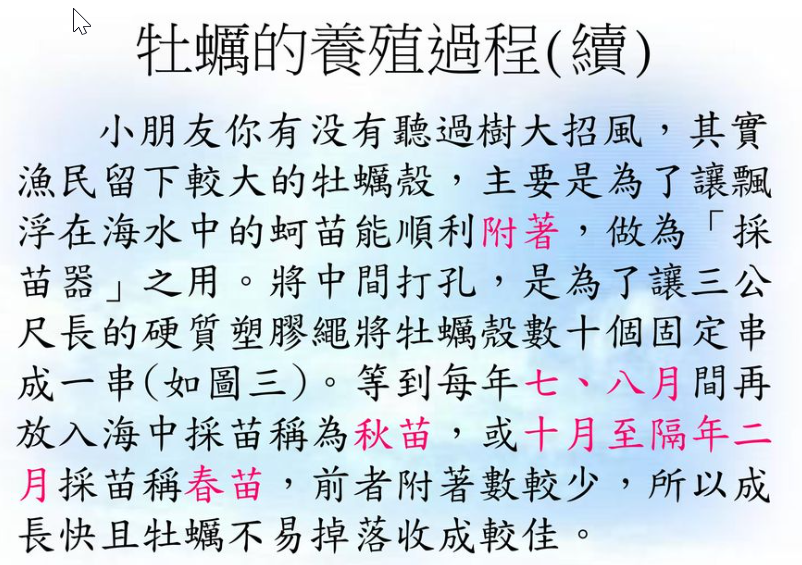 牡蠣的養殖過程(續)
小朋友你有没有聽過樹大招風，其實
漁民留下較大的牡蠣殼，主要是為了讓飄
浮在海水中的蚵苗能順利附著，做為「採
苗器」之用。將中間打孔，是為了讓三公
尺長的硬質塑膠繩將牡蠣殼數十個固定串
成一串(如圖三)。等到每年七、八月間再
放入海中採苗稱為秋苗，或十月至隔年二
月採苗稱春苗，前者附著數較少，所以成
長快且牡蠣不易掉落收成較佳。